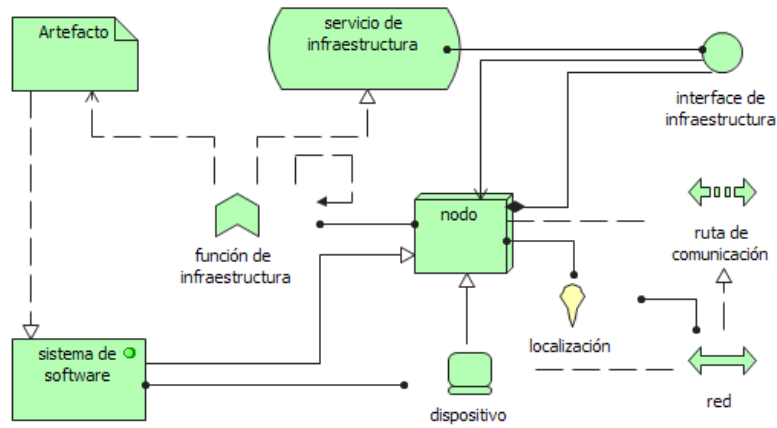 Artefacto
servicio de
infraestructura
interface de
infraestructura
nodo
ruta de
comunicación
función de
infraestructura
localización
sistema de
software
dispositivo
red